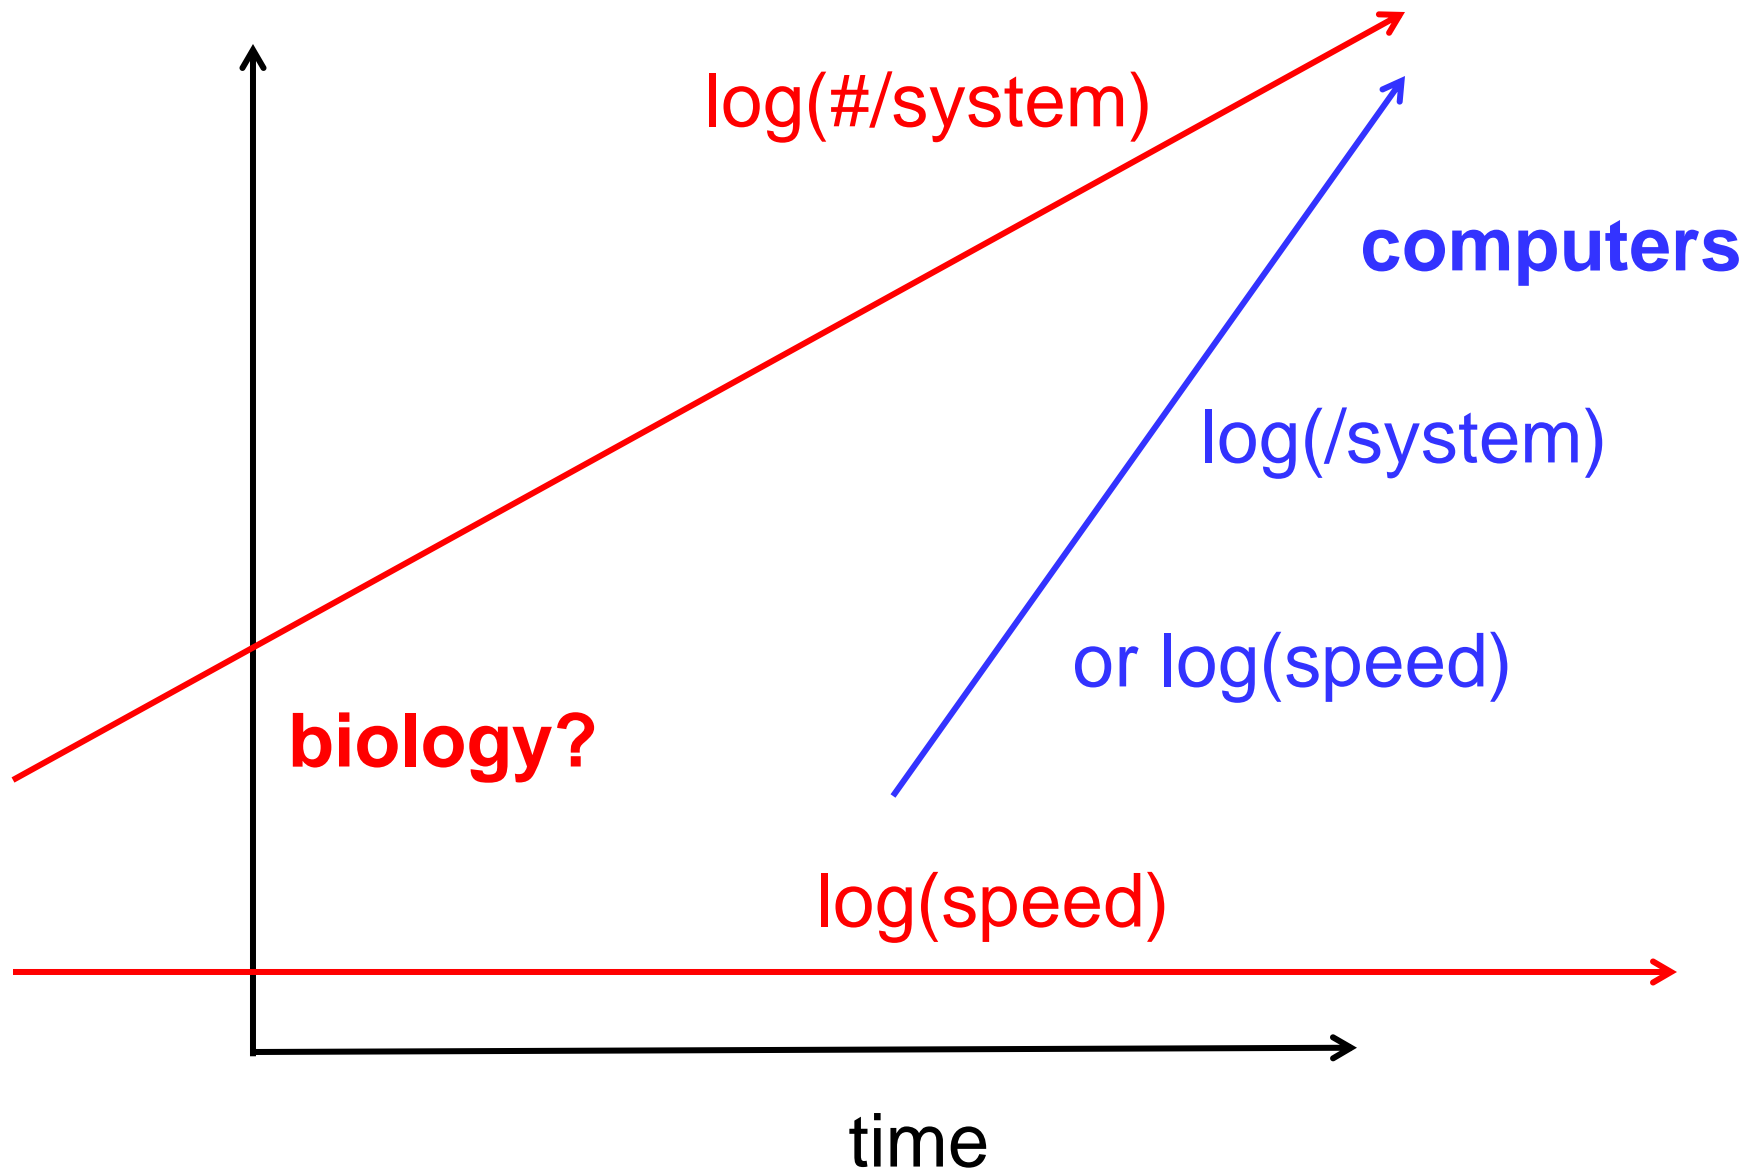 log(#/system)
computers
log(/system)
or log(speed)
biology?
log(speed)
time